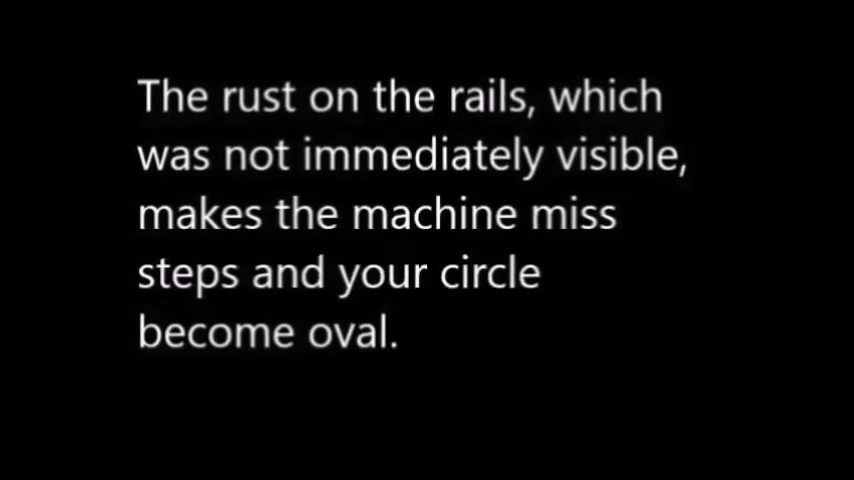 The rust on the rails, which
was not immediately visible,
makes the machine miss
steps and your circle
become oval.